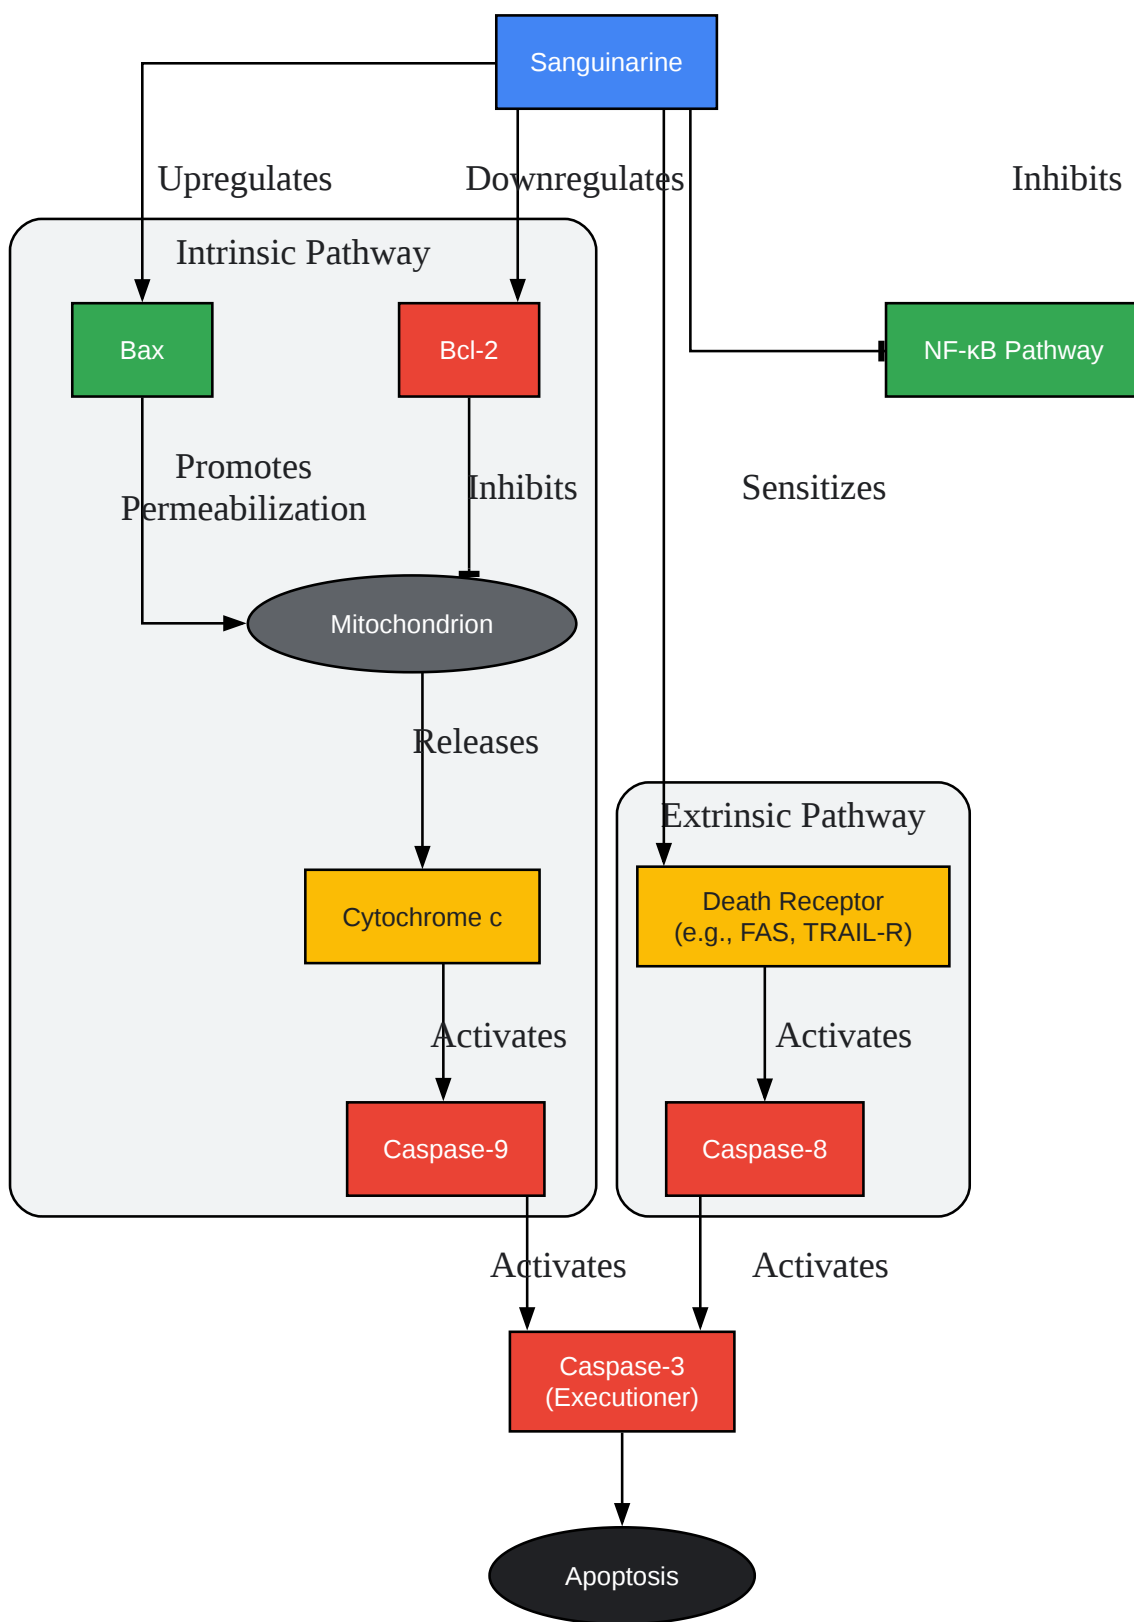 Sanguinarine
Upregulates
Downregulates
Inhibits
Intrinsic Pathway
Bax
Bcl-2
NF-κB Pathway
Promotes
Permeabilization
Inhibits
Sensitizes
Mitochondrion
Releases
Extrinsic Pathway
Cytochrome c
Death Receptor
(e.g., FAS, TRAIL-R)
Activates
Activates
Caspase-9
Caspase-8
Activates
Activates
Caspase-3
(Executioner)
Apoptosis